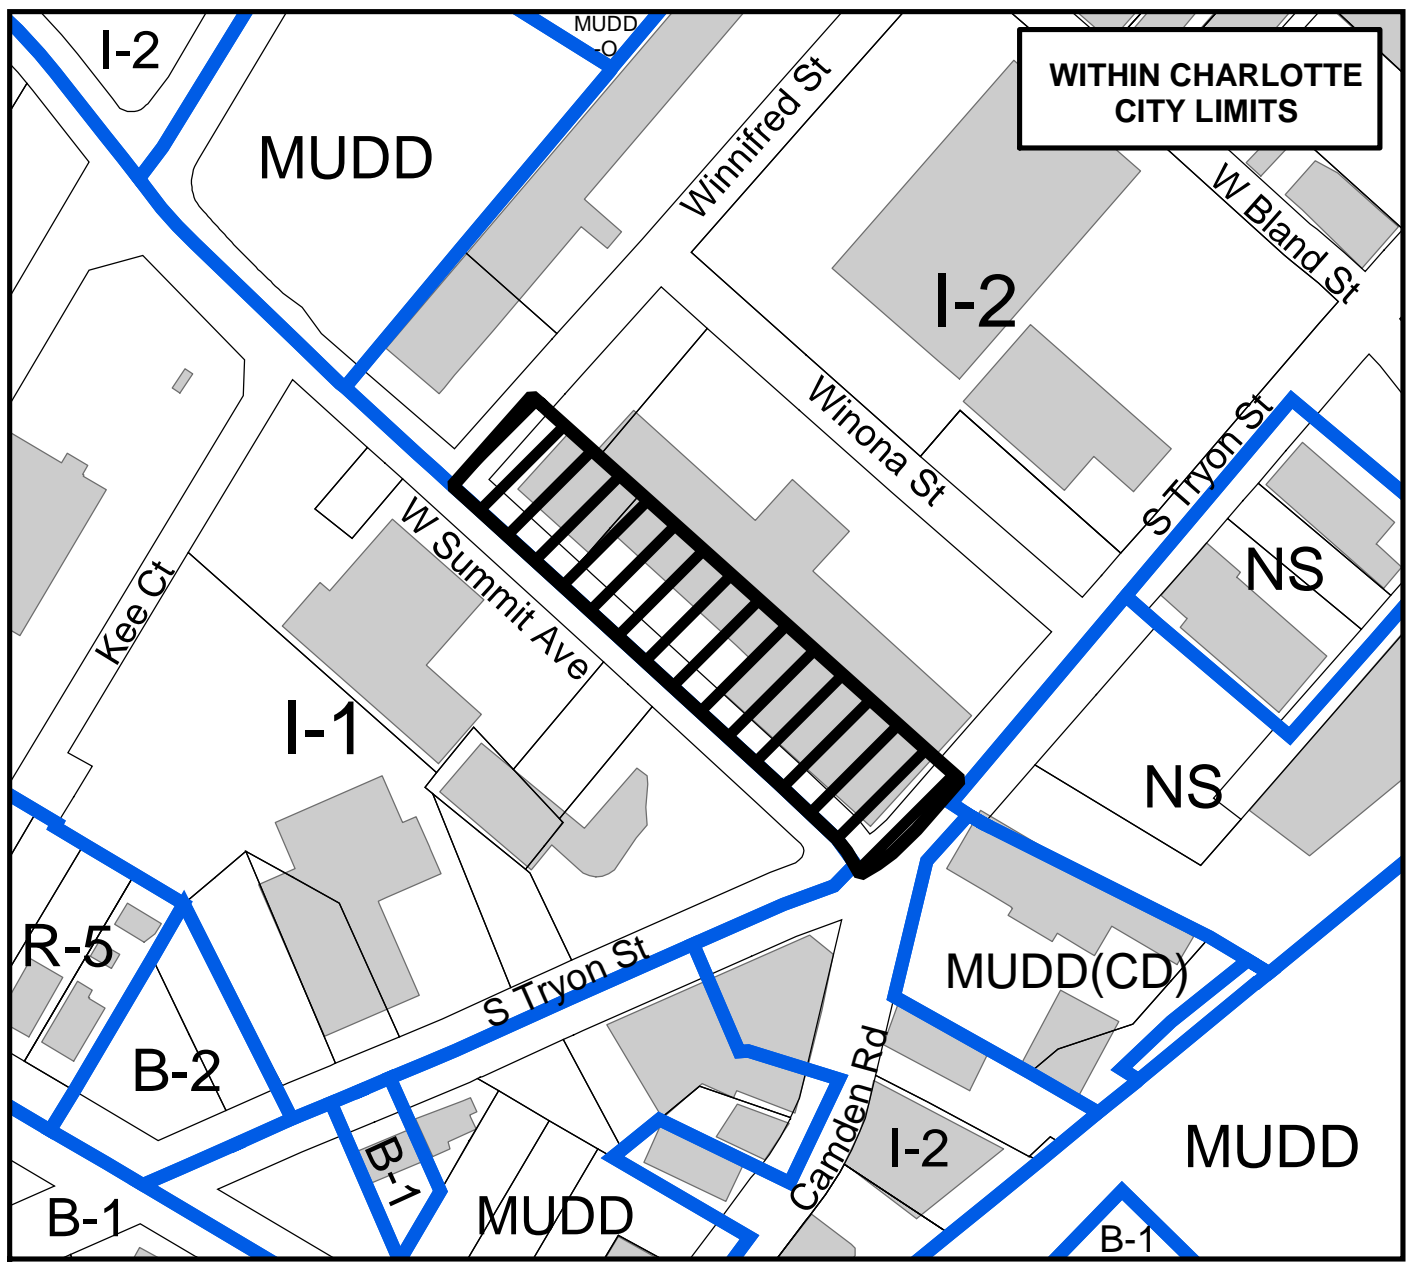 MUDD
-O
I-2
WITHIN CHARLOTTE
CITY LIMITS
MUDD
Winnifred St
W Bland St
I-2
Winona St
S Tryon St
W Summit Ave
NS
Kee Ct
I-1
NS
R-5
MUDD(CD)
S Tryon St
B-2
Camden Rd
B-1
I-2
MUDD
MUDD
B-1
B-1